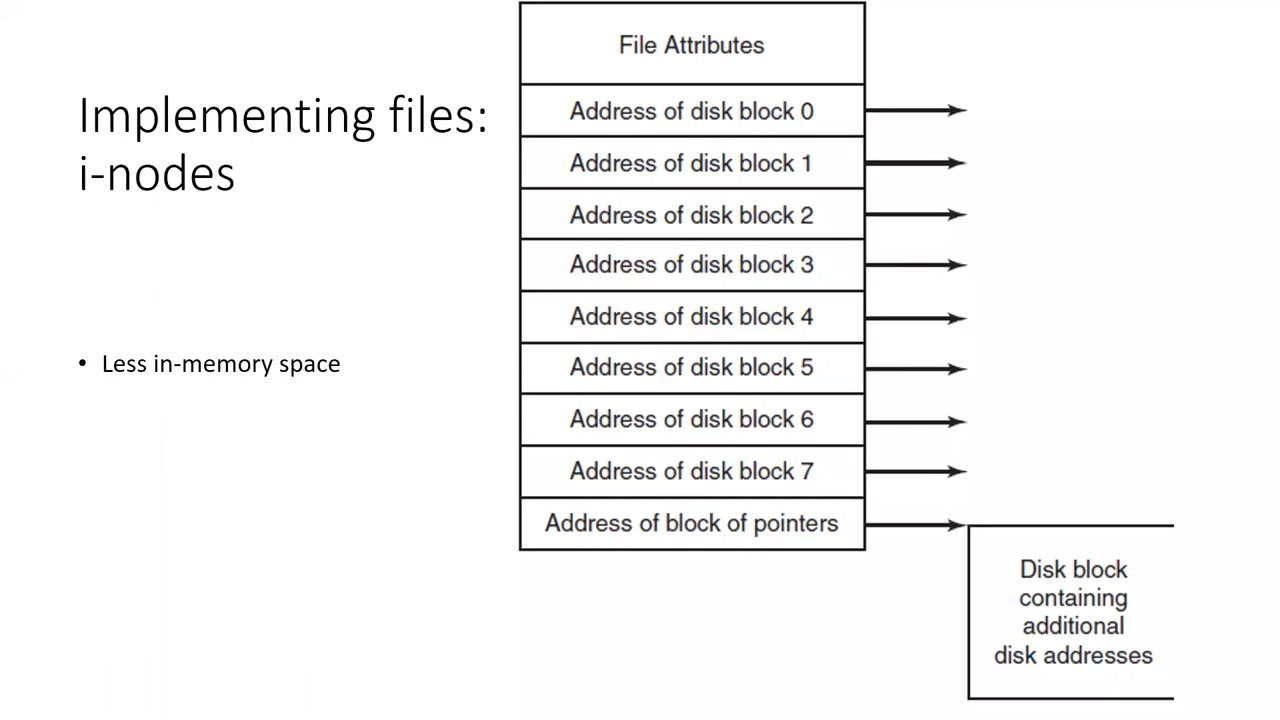 Implementing files:
i-nodes
• Less in-memory space
File Attributes
Address of disk block 0
Address of disk block 1
Address of disk block 2
Address of disk block 3
Address of disk block 4
Address of disk block 5
Address of disk block 6
Address of disk block 7
Address of block of pointers
Disk block
containing
additional
disk addresses